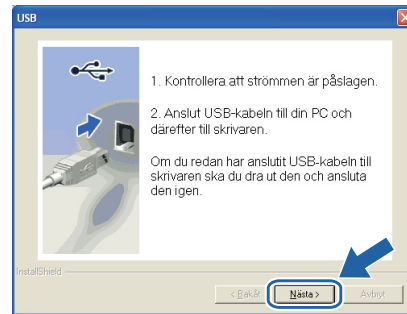 USB
1. Kontrollera att strömmen är påslagen.
2. Anslut USB-kabeln till din PC och
därefter till skrivaren.
Om du redan har anslutit USB-kabeln till
skrivaren ska du dra ut den och ansluta
den igen.
InstallShield
< Bakåt Nästa > Avbryt